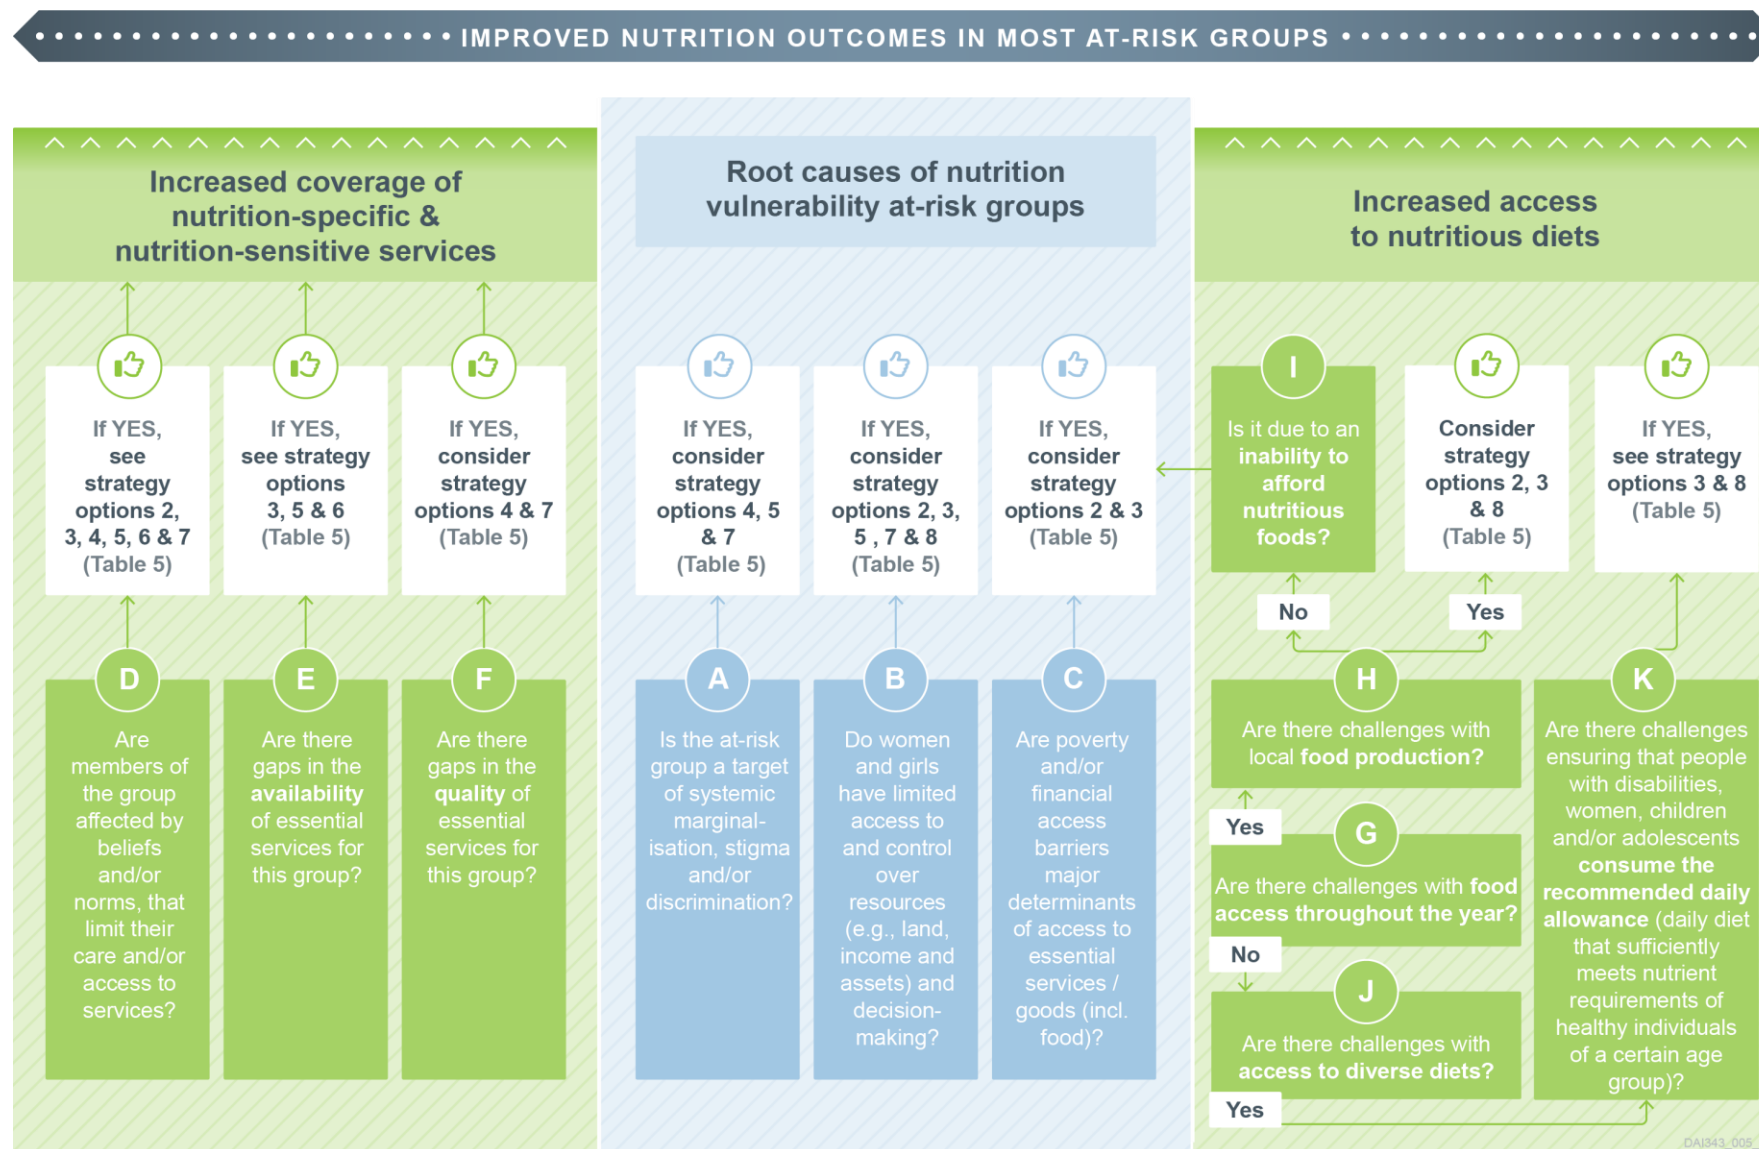 IMPROVED NUTRITION OUTCOMES IN MOST AT-RISK GROUPS
Increased coverage of
nutrition-specific &
nutrition-sensitive services
If YES,
see
strategy
options 2,
3, 4, 5, 6 & 7
(Table 5)
If YES,
see strategy
options
3, 5 & 6
(Table 5)
If YES,
consider
strategy
options 4 & 7
(Table 5)
D
Are
members of
the group
affected by
beliefs
and/or
norms, that
limit their
care and/or
access to
services?
E
Are there
gaps in the
availability
of essential
services for
this group?
F
Are there
gaps in the
quality of
essential
services for
this group?
Root causes of nutrition
vulnerability at-risk groups
If YES,
consider
strategy
options 4, 5
& 7
(Table 5)
If YES,
consider
strategy
options 2, 3,
5 , 7 & 8
(Table 5)
If YES,
consider
strategy
options 2 & 3
(Table 5)
A
Is the at-risk
group a target
of systemic
marginal-
isation, stigma
and/or
discrimination?
B
Do women
and girls
have limited
access to
and control
over
resources
(e.g., land,
income and
assets) and
decision-
making?
C
Are poverty
and/or
financial
access
barriers
major
determinants
of access to
essential
services /
goods (incl.
food)?
Increased access
to nutritious diets
I
Is it due to an
inability to
afford
nutritious
foods?
Consider
strategy
options 2, 3
& 8
(Table 5)
If YES,
see strategy
options 3 & 8
(Table 5)
No
Yes
H
Are there challenges with
local food production?
Yes
G
Are there challenges with food
access throughout the year?
No
J
Are there challenges with
access to diverse diets?
Yes
K
Are there challenges
ensuring that people
with disabilities,
women, children
and/or adolescents
consume the
recommended daily
allowance (daily diet
that sufficiently
meets nutrient
requirements of
healthy individuals
of a certain age
group)?
DAI343_005